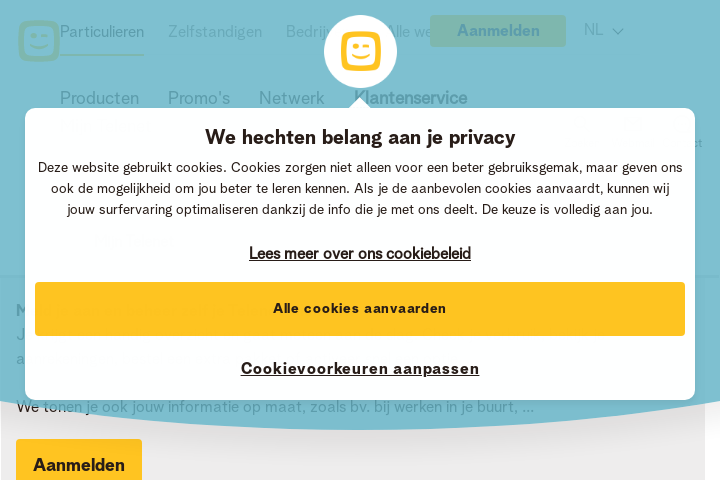 Particulieren Zelfstandigen Bedrij Alle we Aanmelden NL
Producten Promo's Netwerk Klantenservice
We hechten belang aan je privacy
Deze website gebruikt cookies. Cookies zorgen niet alleen voor een beter gebruiksgemak, maar geven ons
ook de mogelijkheid om jou beter te leren kennen. Als je de aanbevolen cookies aanvaardt, kunnen wij
jouw surfervaring optimaliseren dankzij de info die je met ons deelt. De keuze is volledig aan jou.
Lees meer over ons cookiebeleid
Alle cookies aanvaarden
Cookievoorkeuren aanpassen
We tonen je ook jouw informatie op maat, zoals bv. bij werken in je buurt, ...
Aanmelden